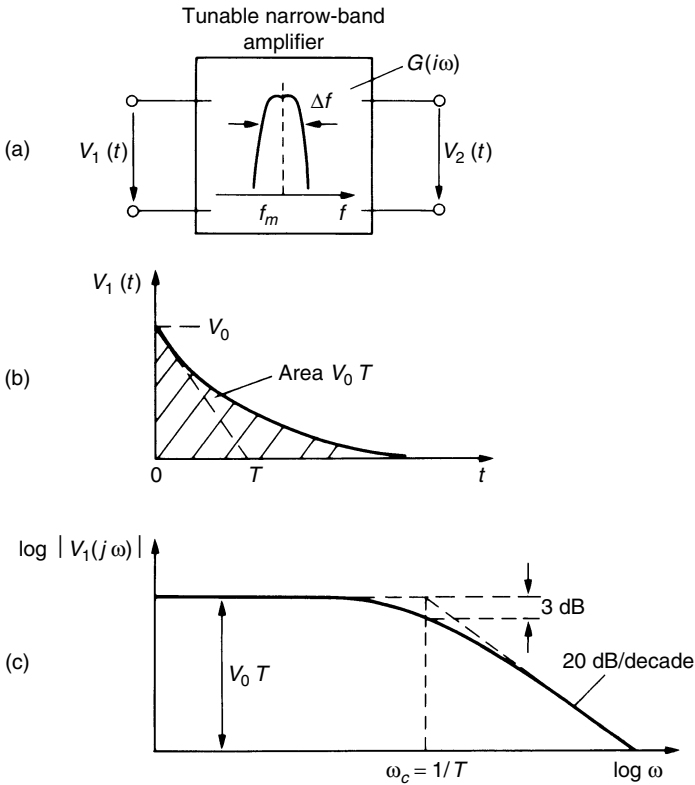 Tunable narrow-band
amplifier
G(iω)
Δf
(a)
V₁ (t)
V₂ (t)
fₘ
f
V₁ (t)
V₀
(b)
Area V₀ T
0
T
t
log | V₁(j ω) |
3 dB
(c)
V₀ T
20 dB/decade
ω_c = 1/T
log ω